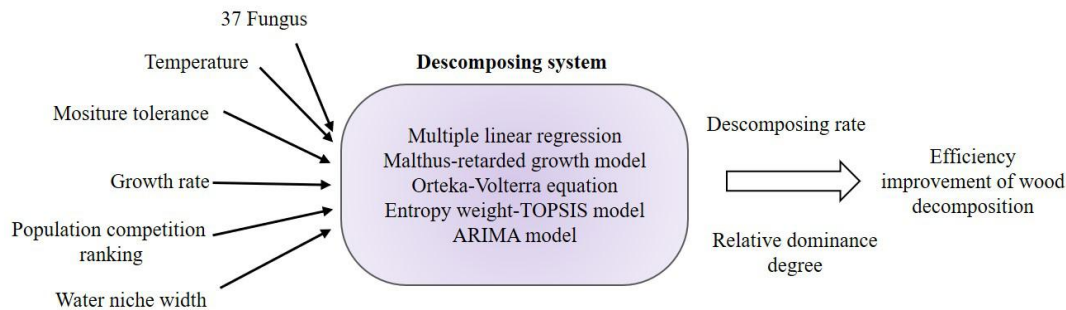 37 Fungus
Temperature
Mositure tolerance
Growth rate
Population competition
ranking
Water niche width
Descomposing system
Multiple linear regression
Malthus-retarded growth model
Orteka-Volterra equation
Entropy weight-TOPSIS model
ARIMA model
Descomposing rate
Relative dominance
degree
Efficiency
improvement of wood
decomposition